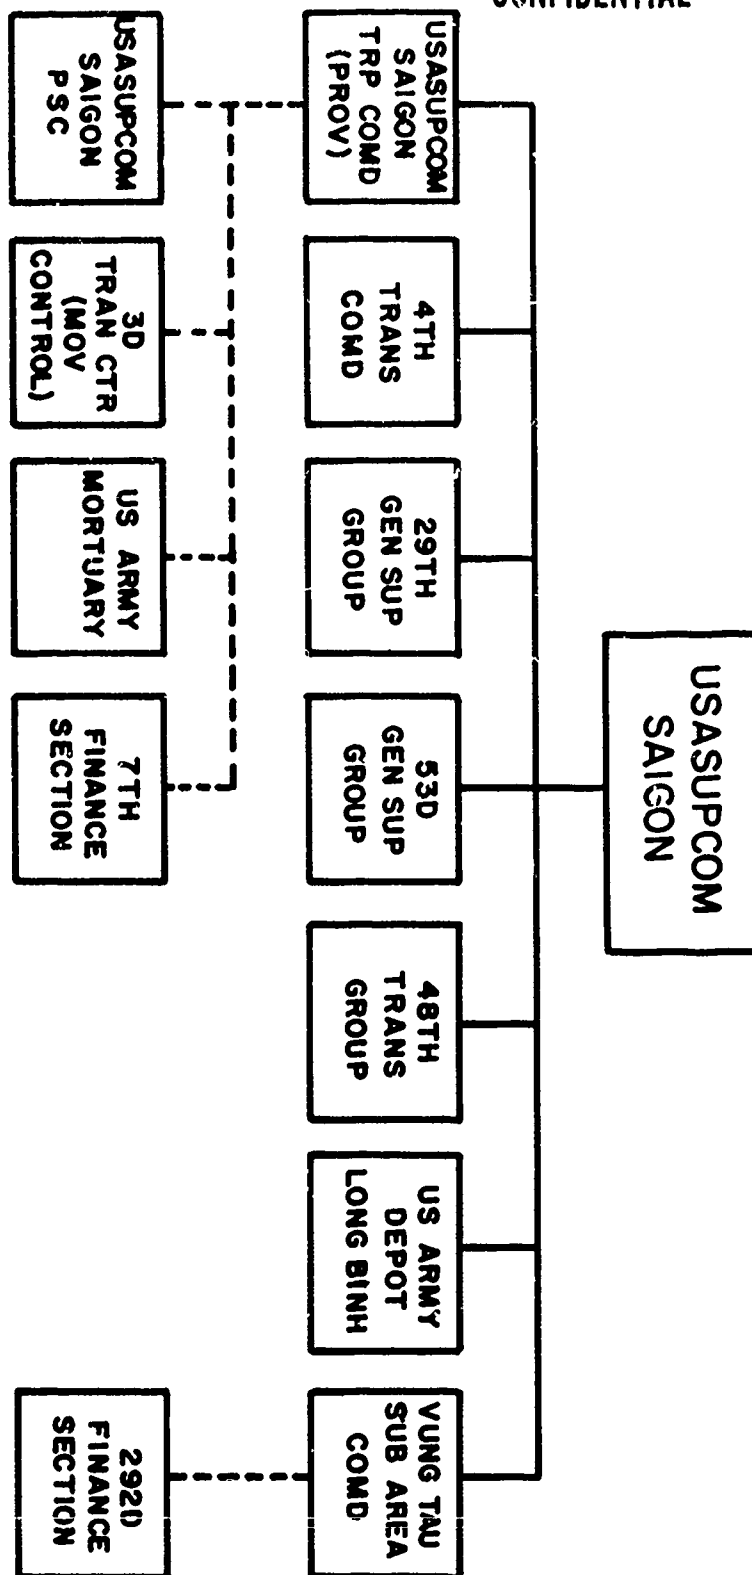 CONFIDENTIAL
USASUPCOM
SAIGON
USASUPCOM
SAIGON
TRP COMD
(PROV)
4TH
TRANS
COMD
29TH
GEN SUP
GROUP
53D
GEN SUP
GROUP
48TH
TRANS
GROUP
US ARMY
DEPOT
LONG BINH
VUNG TAU
SUB AREA
COMD
USASUPCOM
SAIGON
PSC
3D
TRAN CTR
(MOV
CONTROL)
US ARMY
MORTUARY
7TH
FINANCE
SECTION
292D
FINANCE
SECTION